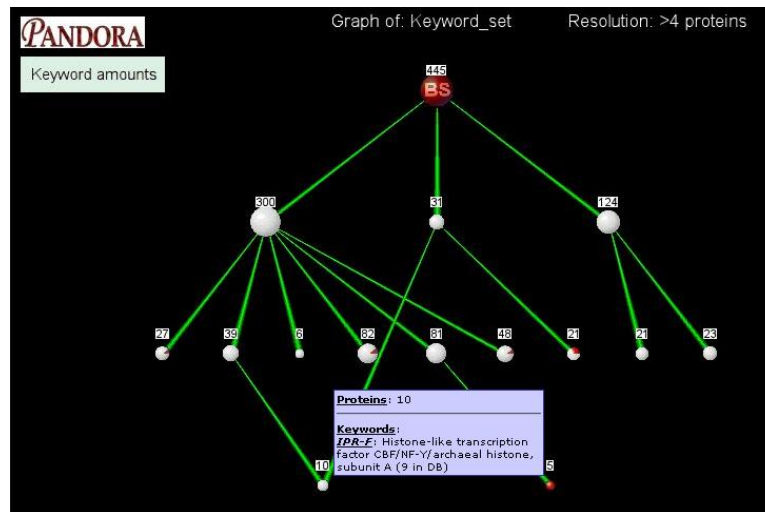 PANDORA
Graph of: Keyword_set
Resolution: >4 proteins
Keyword amounts
445
BS
300
31
124
27
39
6
62
61
48
21
21
23
Proteins: 10
Keywords:
IPR-F: Histone-like transcription
factor CBF/NF-Y/archaeal histone,
subunit A (9 in DB)
10
5